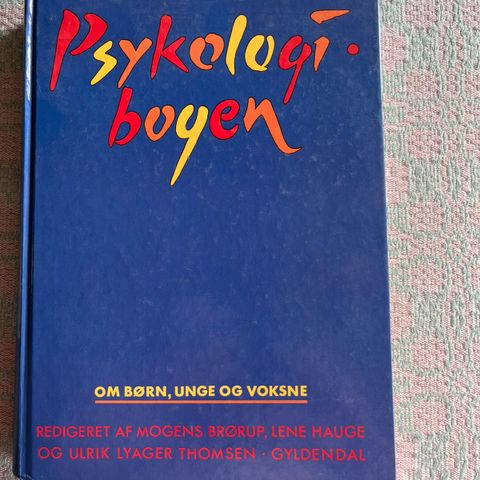 Psykologi·
bogen
OM BØRN, UNGE OG VOKSNE
REDIGERET AF MOGENS BRØRUP, LENE HAUGE
OG ULRIK LYAGER THOMSEN · GYLDENDAL